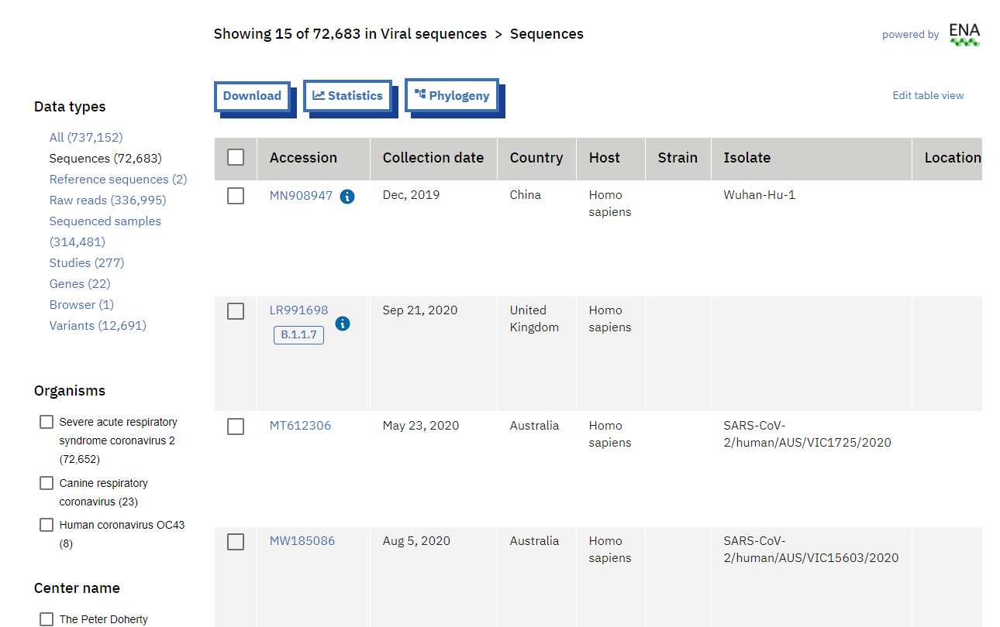 Showing 15 of 72,683 in Viral sequences > Sequences
powered by ENA
Download
Statistics
Phylogeny
Edit table view
Data types
All (737,152)
Sequences (72,683)
Reference sequences (2)
Raw reads (336,995)
Sequenced samples
(314,481)
Studies (277)
Genes (22)
Browser (1)
Variants (12,691)
Organisms
Severe acute respiratory
syndrome coronavirus 2
(72,652)
Canine respiratory
coronavirus (23)
Human coronavirus OC43
(8)
Center name
The Peter Doherty
Accession Collection date Country Host Strain Isolate Location
MN908947 i Dec, 2019 China Homo Wuhan-Hu-1
sapiens
LR991698 Sep 21, 2020 United Homo
i Kingdom sapiens
B.1.1.7
MT612306 May 23, 2020 Australia Homo SARS-CoV-
sapiens 2/human/AUS/VIC1725/2020
MW185086 Aug 5, 2020 Australia Homo SARS-CoV-
sapiens 2/human/AUS/VIC15603/2020